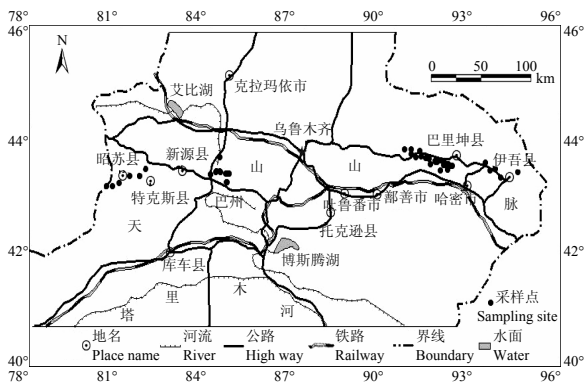 78° 81° 84° 87° 90° 93° 96°
46° 46°
N
0 50 100
km
克拉玛依市
艾比湖
乌鲁木齐
44° 44°
巴里坤县
伊吾县
昭苏县
新源县
山 山
特克斯县
巴州
吐鲁番市
鄯善市
哈密市
脉
天
托克逊县
42° 42°
库车县
博斯腾湖
塔 里 木 河
采样点
Sampling site
地名 河流 公路 铁路 界线 水面
Place name River High way Railway Boundary Water
40° 40°
78° 81° 84° 87° 90° 93° 96°